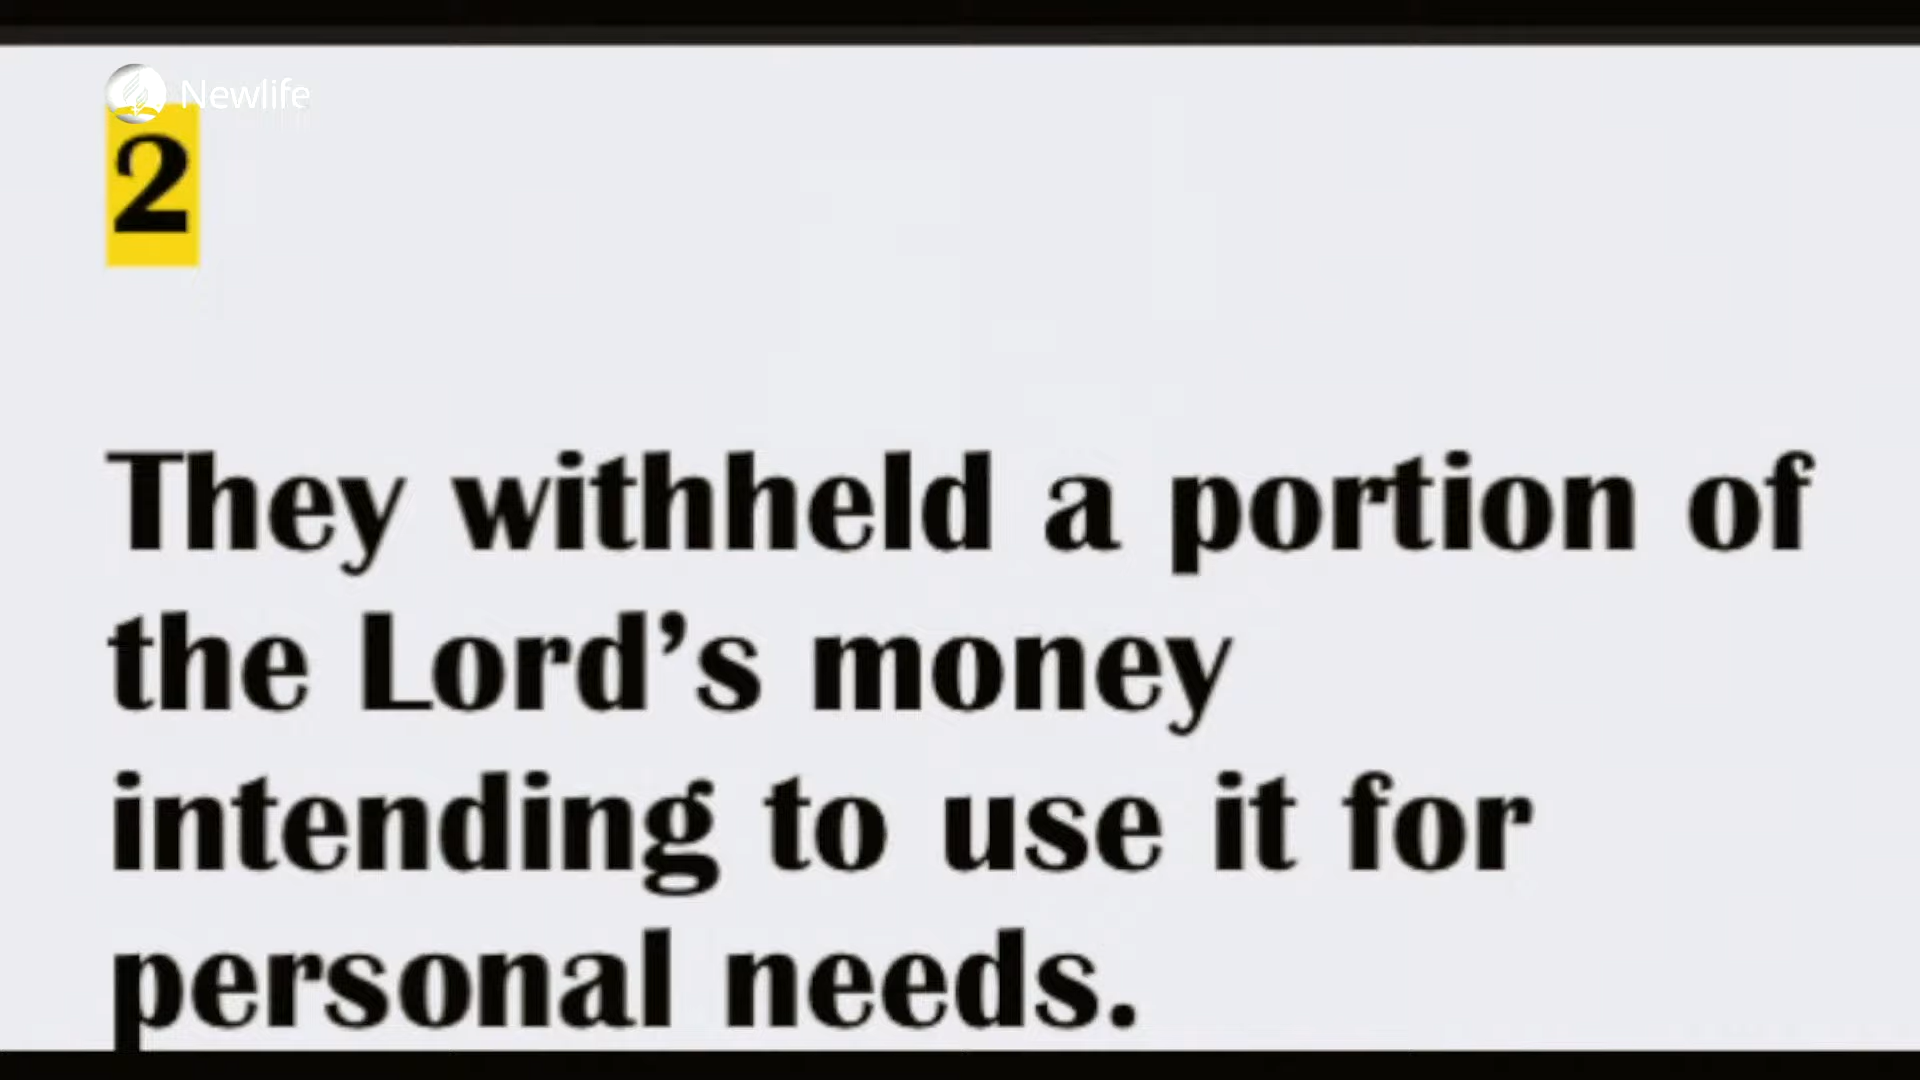 Newlife
2
They withheld a portion of
the Lord’s money
intending to use it for
personal needs.